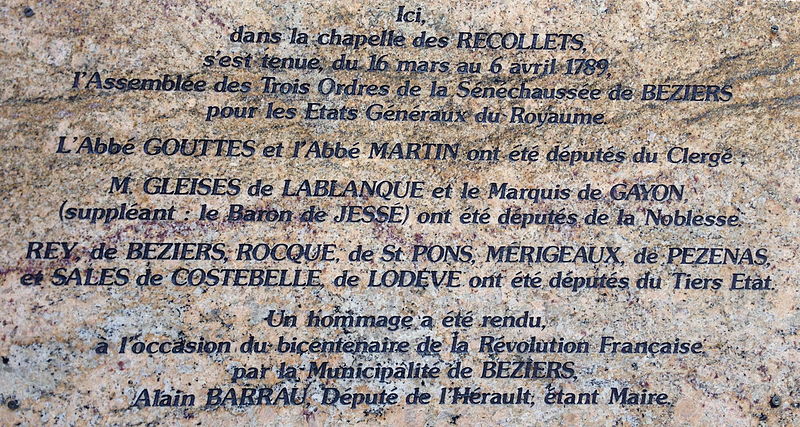 Ici,
dans la chapelle des RECOLLETS,
s'est tenue, du 16 mars au 6 avril 1789,
l'Assemblée des Trois Ordres de la Sénéchaussée de BEZIERS
pour les Etats Généraux du Royaume.
L'Abbé GOUTTES et l'Abbé MARTIN ont été députés du Clergé ;
M. GLEISES de LABLANQUE et le Marquis de GAYON
(suppléant : le Baron de JESSÉ) ont été députés de la Noblesse.
REY, de BEZIERS, ROCQUE, de St PONS, MÉRIGEAUX, de PEZENAS,
et SALES de COSTEBELLE, de LODÈVE ont été députés du Tiers Etat.
Un hommage a été rendu,
à l'occasion du bicentenaire de la Révolution Française,
par la Municipalité de BEZIERS,
Alain BARRAU, Député de l'Hérault, étant Maire.